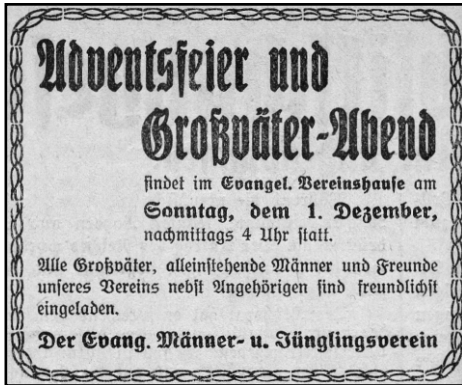 Adventsfeier und
Großväter-Abend
findet im Evangel. Vereinshause am
Sonntag, dem 1. Dezember,
nachmittags 4 Uhr statt.
Alle Großväter, alleinstehende Männer und Freunde
unseres Vereins nebst Angehörigen sind freundlichst
eingeladen.
Der Evang. Männer- u. Jünglingsverein